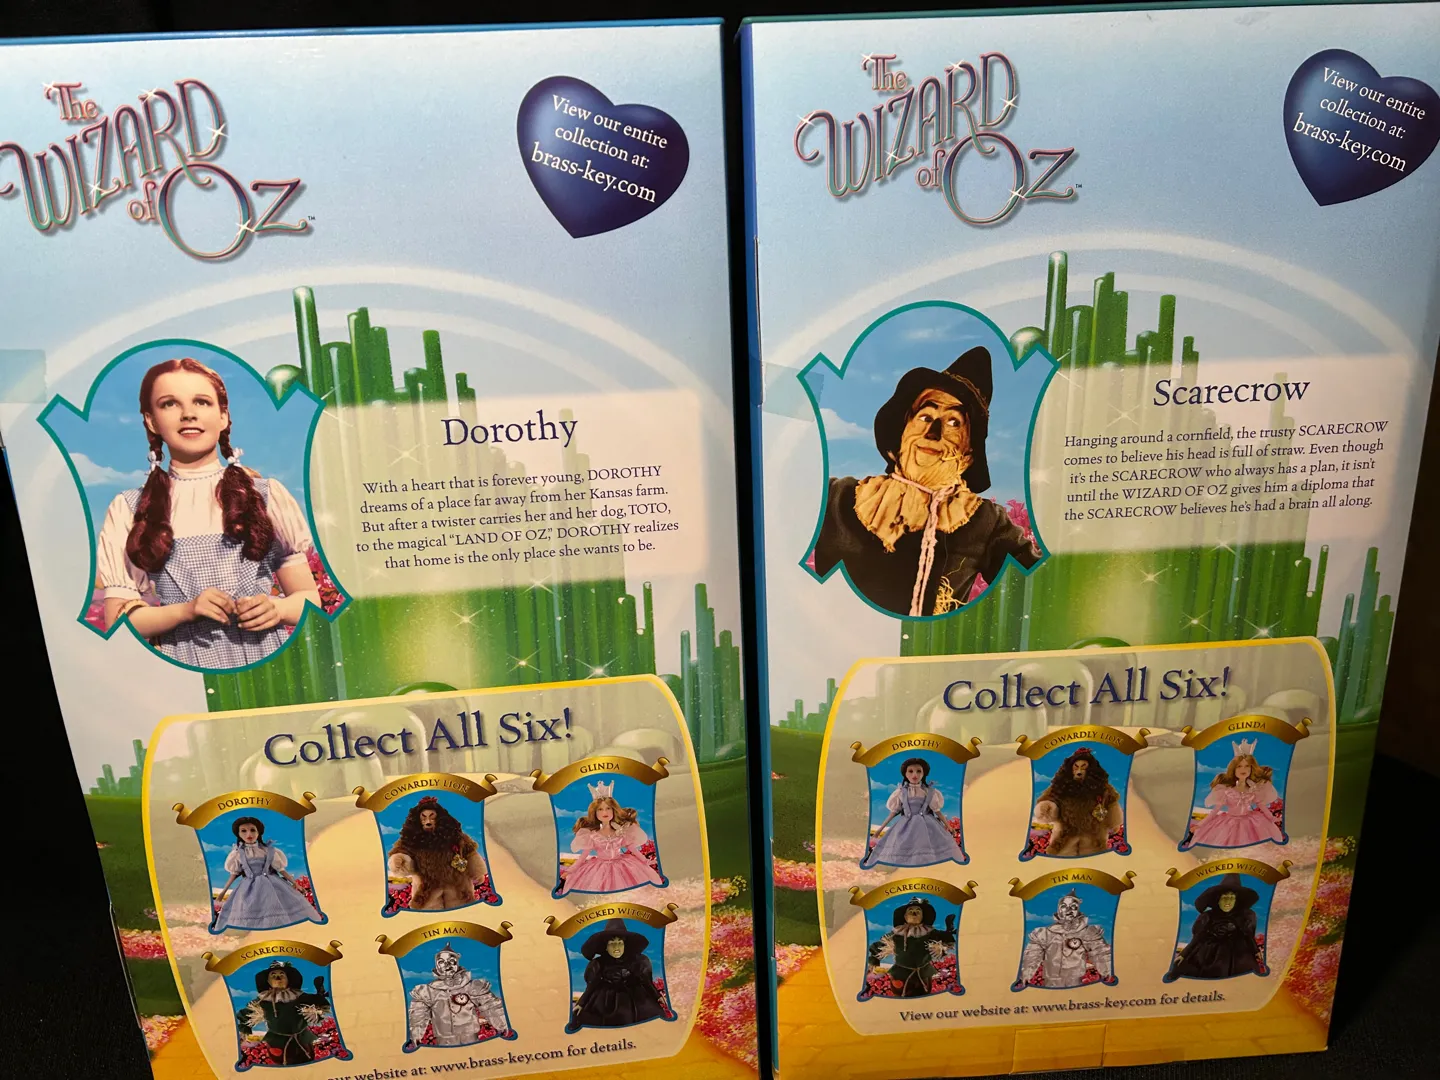 The
WIZARD
of OZ
™
View our entire
collection at:
brass-key.com
Dorothy
With a heart that is forever young, DOROTHY
dreams of a place far away from her Kansas farm.
But after a twister carries her and her dog, TOTO,
to the magical “LAND OF OZ,” DOROTHY realizes
that home is the only place she wants to be.
Collect All Six!
DOROTHY
COWARDLY LION
GLINDA
SCARECROW
TIN MAN
WICKED WITCH
website at: www.brass-key.com for details.
The
WIZARD
of OZ
™
View our entire
collection at:
brass-key.com
Scarecrow
Hanging around a cornfield, the trusty SCARECROW
comes to believe his head is full of straw. Even though
it's the SCARECROW who always has a plan, it isn't
until the WIZARD OF OZ gives him a diploma that
the SCARECROW believes he's had a brain all along.
Collect All Six!
DOROTHY
COWARDLY LION
GLINDA
SCARECROW
TIN MAN
WICKED WITCH
View our website at: www.brass-key.com for details.